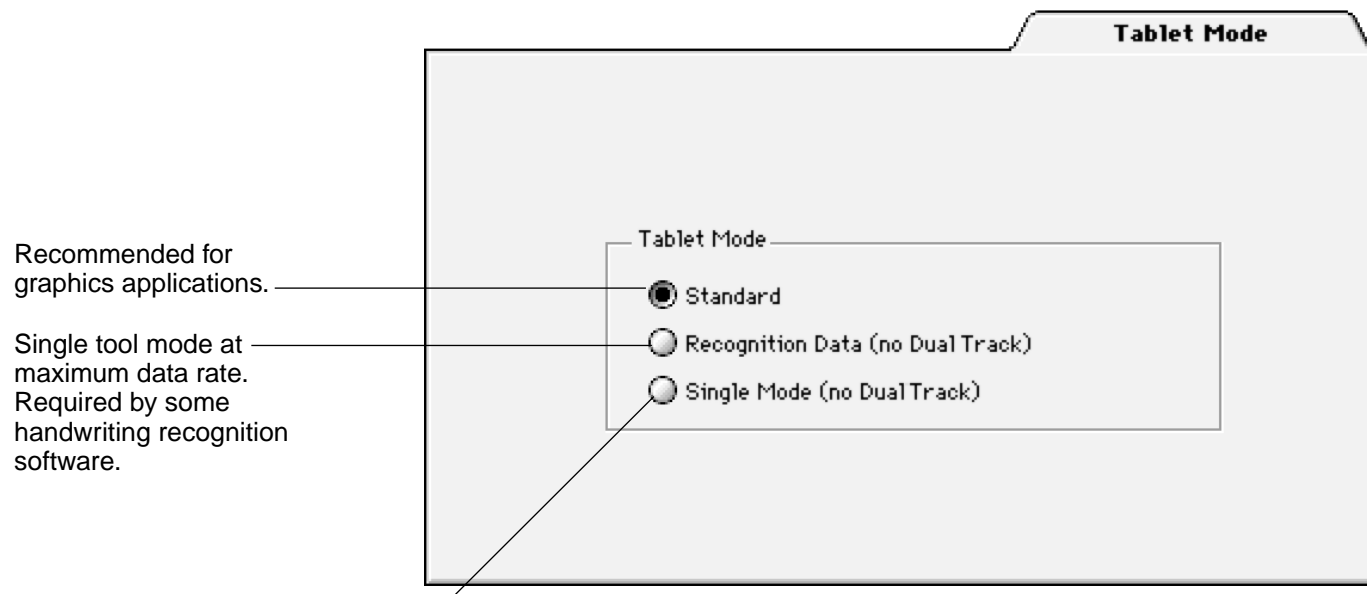 Tablet Mode
Tablet Mode
Recommended for
graphics applications.
Standard
Single tool mode at
maximum data rate.
Required by some
handwriting recognition
software.
Recognition Data (no Dual Track)
Single Mode (no Dual Track)